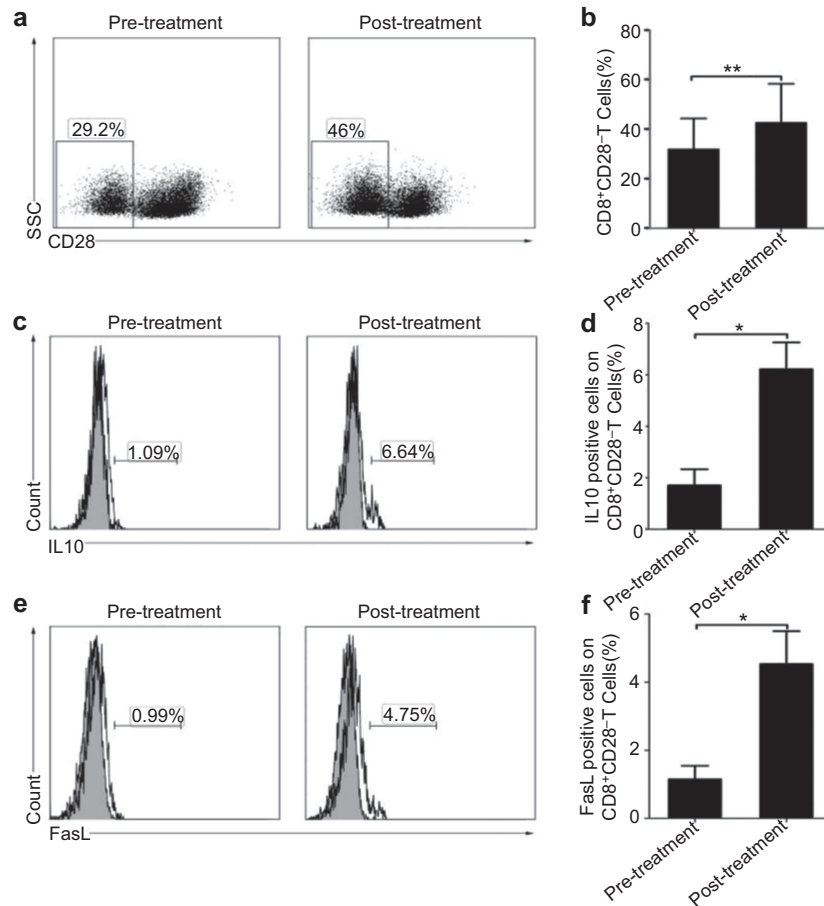 a
Pre-treatment
Post-treatment
29.2%
46%
SSC
CD28
b
CD8+CD28−T Cells(%)
80
60
40
20
0
**
Pre-treatment
Post-treatment
c
Pre-treatment
Post-treatment
1.09%
6.64%
Count
IL10
d
IL10 positive cells on
CD8+CD28−T Cells(%)
8
6
4
2
0
*
Pre-treatment
Post-treatment
e
Pre-treatment
Post-treatment
0.99%
4.75%
Count
FasL
f
FasL positive cells on
CD8+CD28−T Cells(%)
6
4
2
0
*
Pre-treatment
Post-treatment